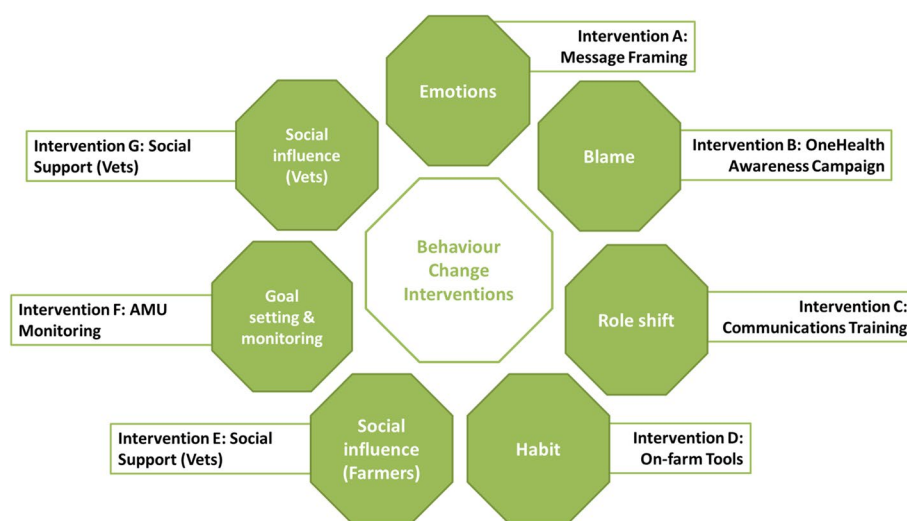 Intervention A:
Message Framing
Emotions
Intervention B: OneHealth
Awareness Campaign
Blame
Intervention C:
Communications Training
Role shift
Intervention D:
On-farm Tools
Habit
Intervention E: Social
Support (Vets)
Social
influence
(Farmers)
Intervention F: AMU
Monitoring
Goal
setting &
monitoring
Intervention G: Social
Support (Vets)
Social
influence
(Vets)
Behaviour
Change
Interventions